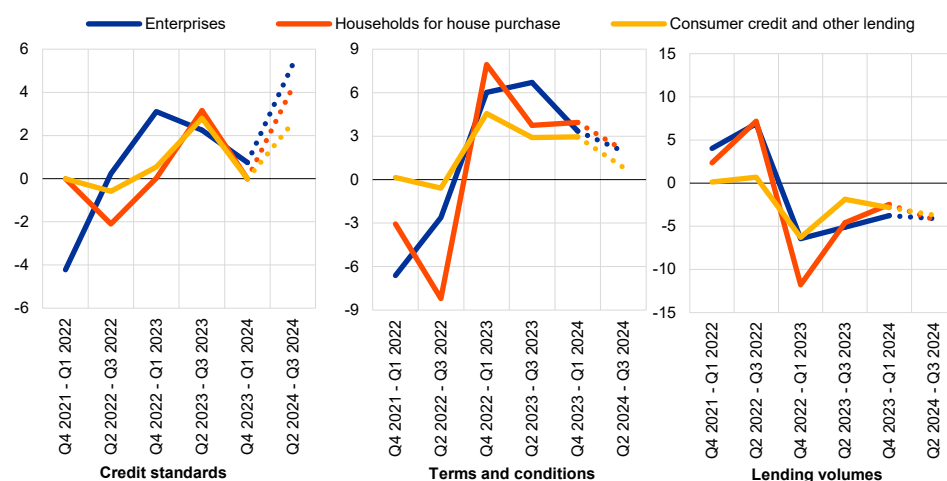 Enterprises
Households for house purchase
Consumer credit and other lending
6
4
2
0
-2
-4
-6
Q4 2021 - Q1 2022
Q2 2022 - Q3 2022
Q4 2022 - Q1 2023
Q2 2023 - Q3 2023
Q4 2023 - Q1 2024
Q2 2024 - Q3 2024
Credit standards
9
6
3
0
-3
-6
-9
Q4 2021 - Q1 2022
Q2 2022 - Q3 2022
Q4 2022 - Q1 2023
Q2 2023 - Q3 2023
Q4 2023 - Q1 2024
Q2 2024 - Q3 2024
Terms and conditions
15
10
5
0
-5
-10
-15
Q4 2021 - Q1 2022
Q2 2022 - Q3 2022
Q4 2022 - Q1 2023
Q2 2023 - Q3 2023
Q4 2023 - Q1 2024
Q2 2024 - Q3 2024
Lending volumes